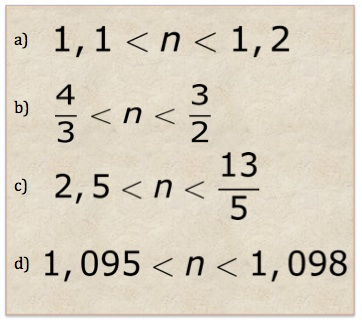 a) 1,1 < n < 1,2
b) 4/3 < n < 3/2
c) 2,5 < n < 13/5
d) 1,095 < n < 1,098